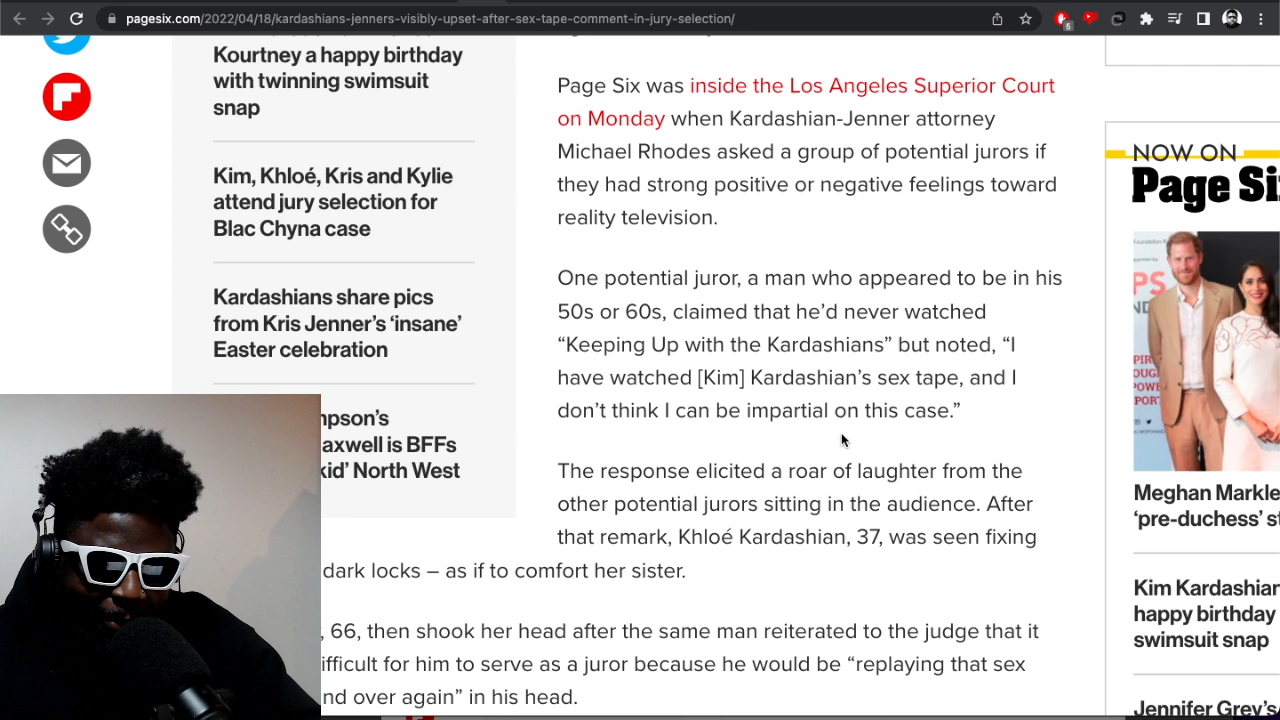 pagesix.com/2022/04/18/kardashians-jenners-visibly-upset-after-sex-tape-comment-in-jury-selection/
5
Kourtney a happy birthday
with twinning swimsuit
snap
Kim, Khloé, Kris and Kylie
attend jury selection for
Blac Chyna case
Kardashians share pics
from Kris Jenner’s ‘insane’
Easter celebration
mpson’s
axwell is BFFs
kid’ North West
Page Six was inside the Los Angeles Superior Court
on Monday when Kardashian-Jenner attorney
Michael Rhodes asked a group of potential jurors if
they had strong positive or negative feelings toward
reality television.
One potential juror, a man who appeared to be in his
50s or 60s, claimed that he’d never watched
“Keeping Up with the Kardashians” but noted, “I
have watched [Kim] Kardashian’s sex tape, and I
don’t think I can be impartial on this case.”
The response elicited a roar of laughter from the
other potential jurors sitting in the audience. After
that remark, Khloé Kardashian, 37, was seen fixing
dark locks – as if to comfort her sister.
, 66, then shook her head after the same man reiterated to the judge that it
ifficult for him to serve as a juror because he would be “replaying that sex
nd over again” in his head.
NOW ON
Page Si
Meghan Markle
‘pre-duchess’ s
Kim Kardashian
happy birthday
swimsuit snap
Jennifer Grey’s